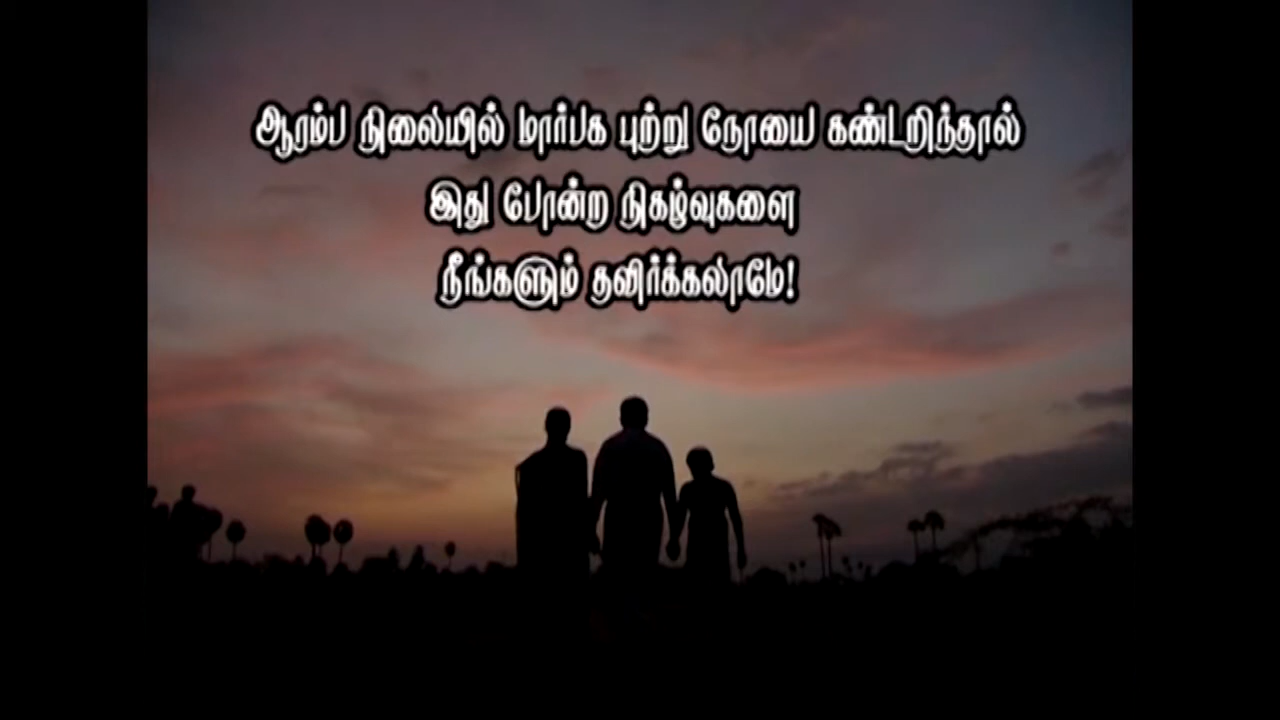 ஆரம்ப நிலையில் மார்பக புற்று நோயை கண்டறிந்தால்
இது போன்ற நிகழ்வுகளை
நீங்களும் தவிர்க்கலாமே!